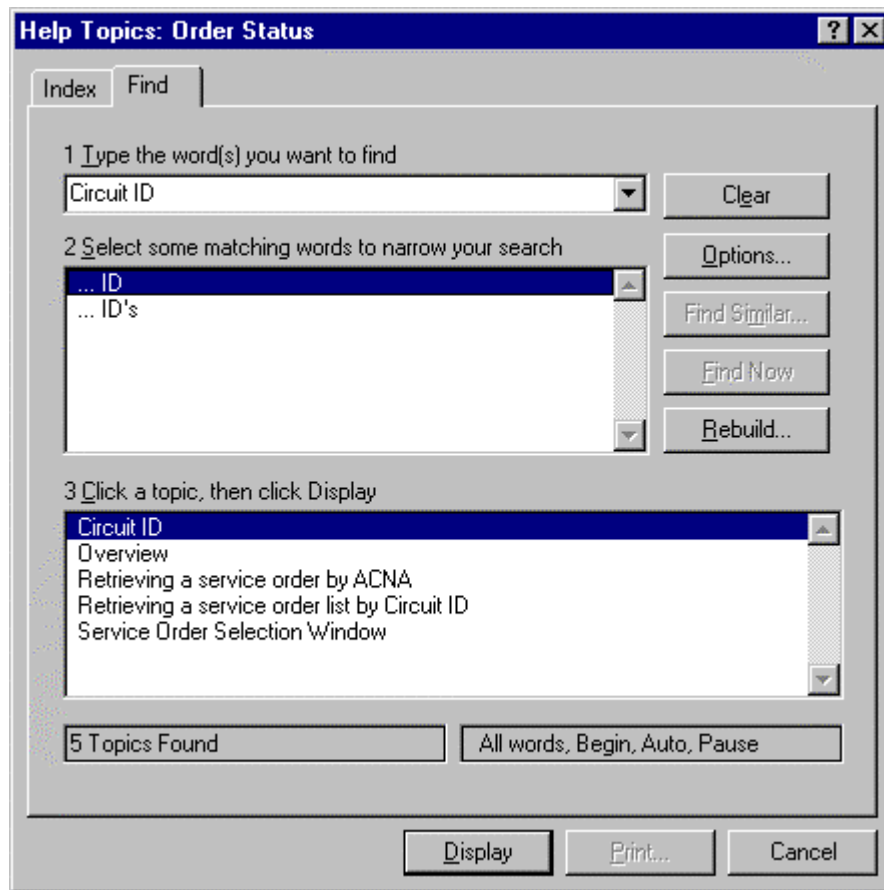 Help Topics: Order Status
Index
Find
1 Type the word(s) you want to find
Circuit ID
Clear
2 Select some matching words to narrow your search
Options...
... ID
... ID's
Find Similar...
Find Now
Rebuild...
3 Click a topic, then click Display
Circuit ID
Overview
Retrieving a service order by ACNA
Retrieving a service order list by Circuit ID
Service Order Selection Window
5 Topics Found
All words, Begin, Auto, Pause
Display
Print...
Cancel